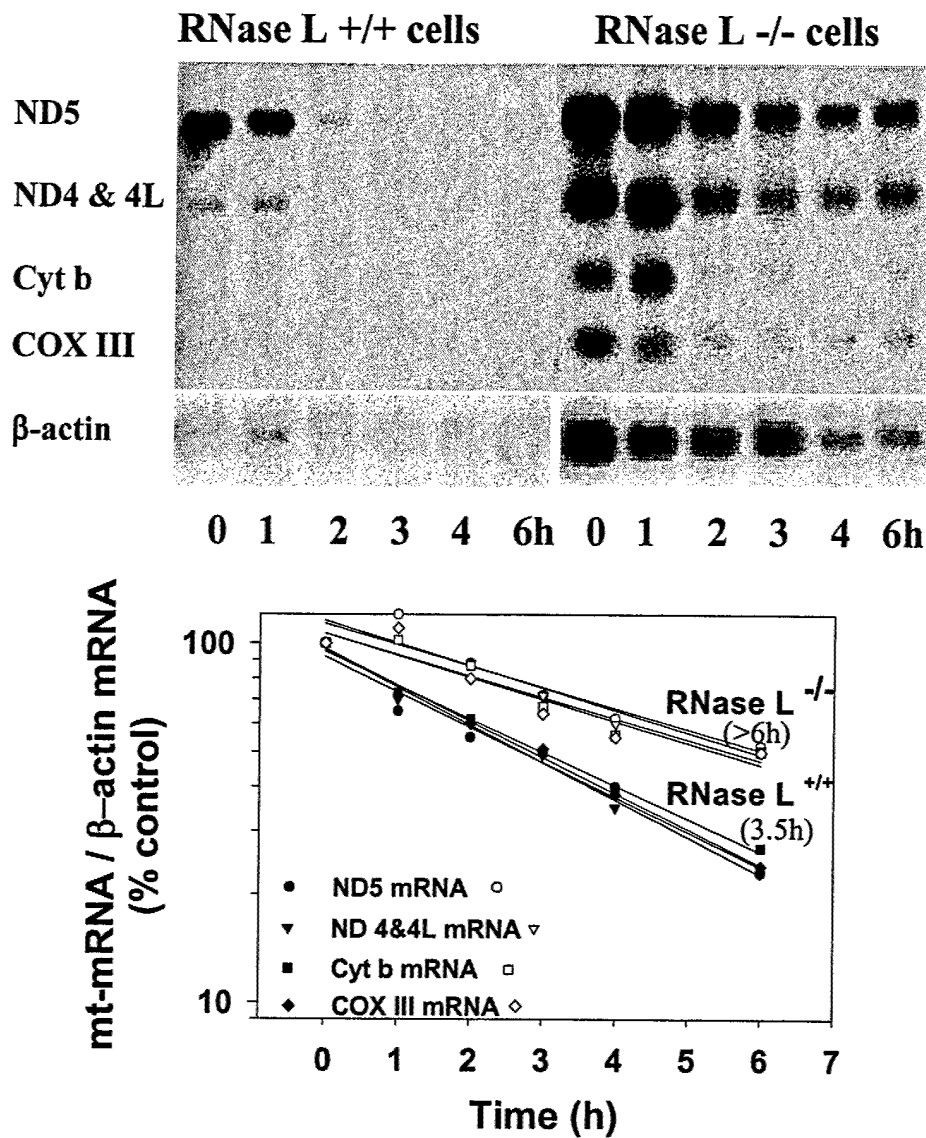 RNase L +/+ cells RNase L -/- cells
ND5
ND4 & 4L
Cyt b
COX III
β-actin
0 1 2 3 4 6h 0 1 2 3 4 6h
mt-mRNA / β-actin mRNA
(% control)
100
10
RNase L -/-
(>6h)
RNase L +/+
(3.5h)
ND5 mRNA
ND 4&4L mRNA
Cyt b mRNA
COX III mRNA
0 1 2 3 4 5 6 7
Time (h)